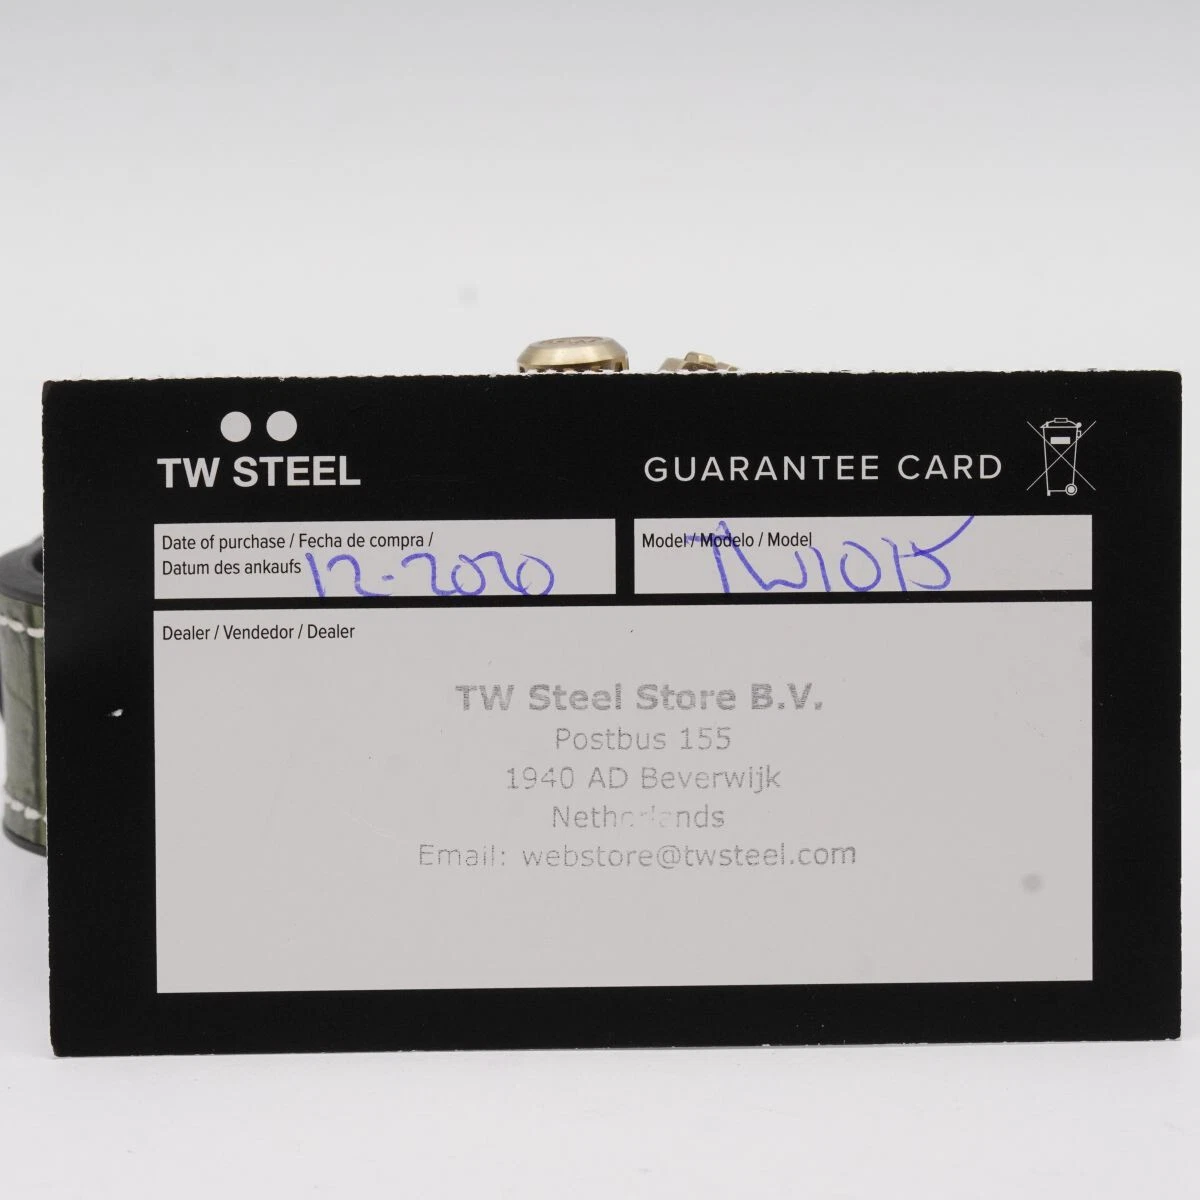 TW STEEL
GUARANTEE CARD
Date of purchase / Fecha de compra /
Datum des ankaufs 12-2020
Model / Modelo / Model TW1015
Dealer / Vendedor / Dealer
TW Steel Store B.V.
Postbus 155
1940 AD Beverwijk
Netherlands
Email: webstore@twsteel.com